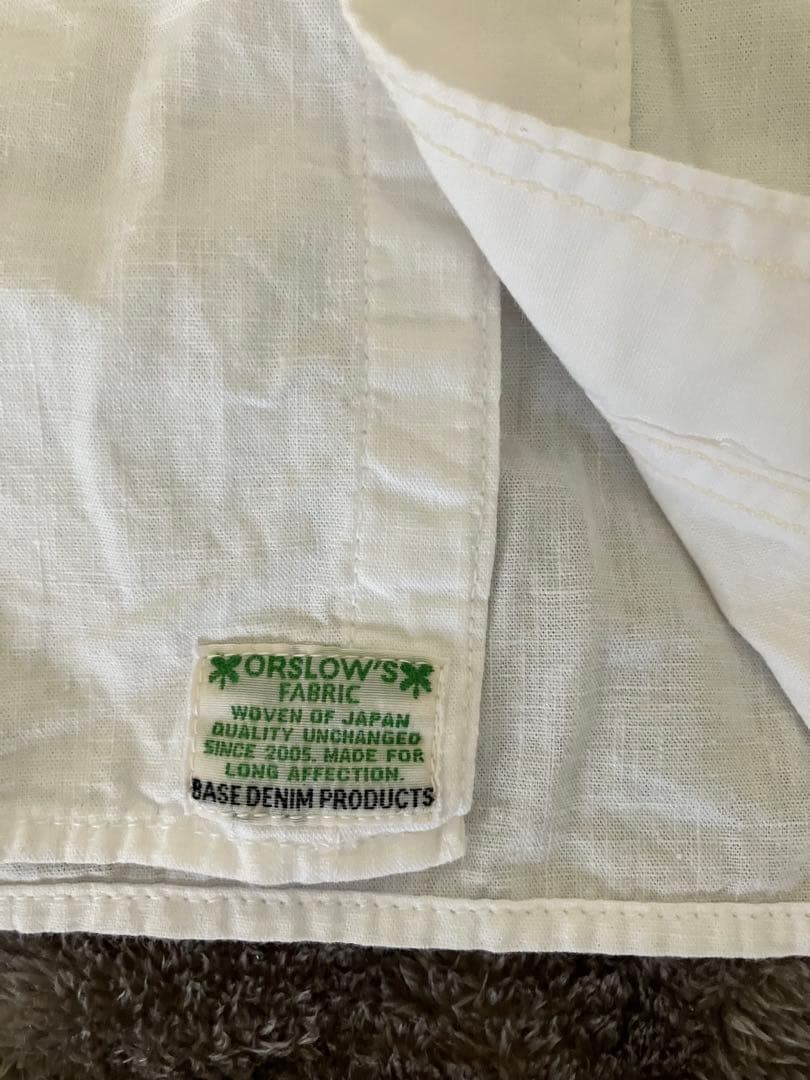 ORSLOW'S
FABRIC
WOVEN OF JAPAN
QUALITY UNCHANGED
SINCE 2005. MADE FOR
LONG AFFECTION.
BASE DENIM PRODUCTS